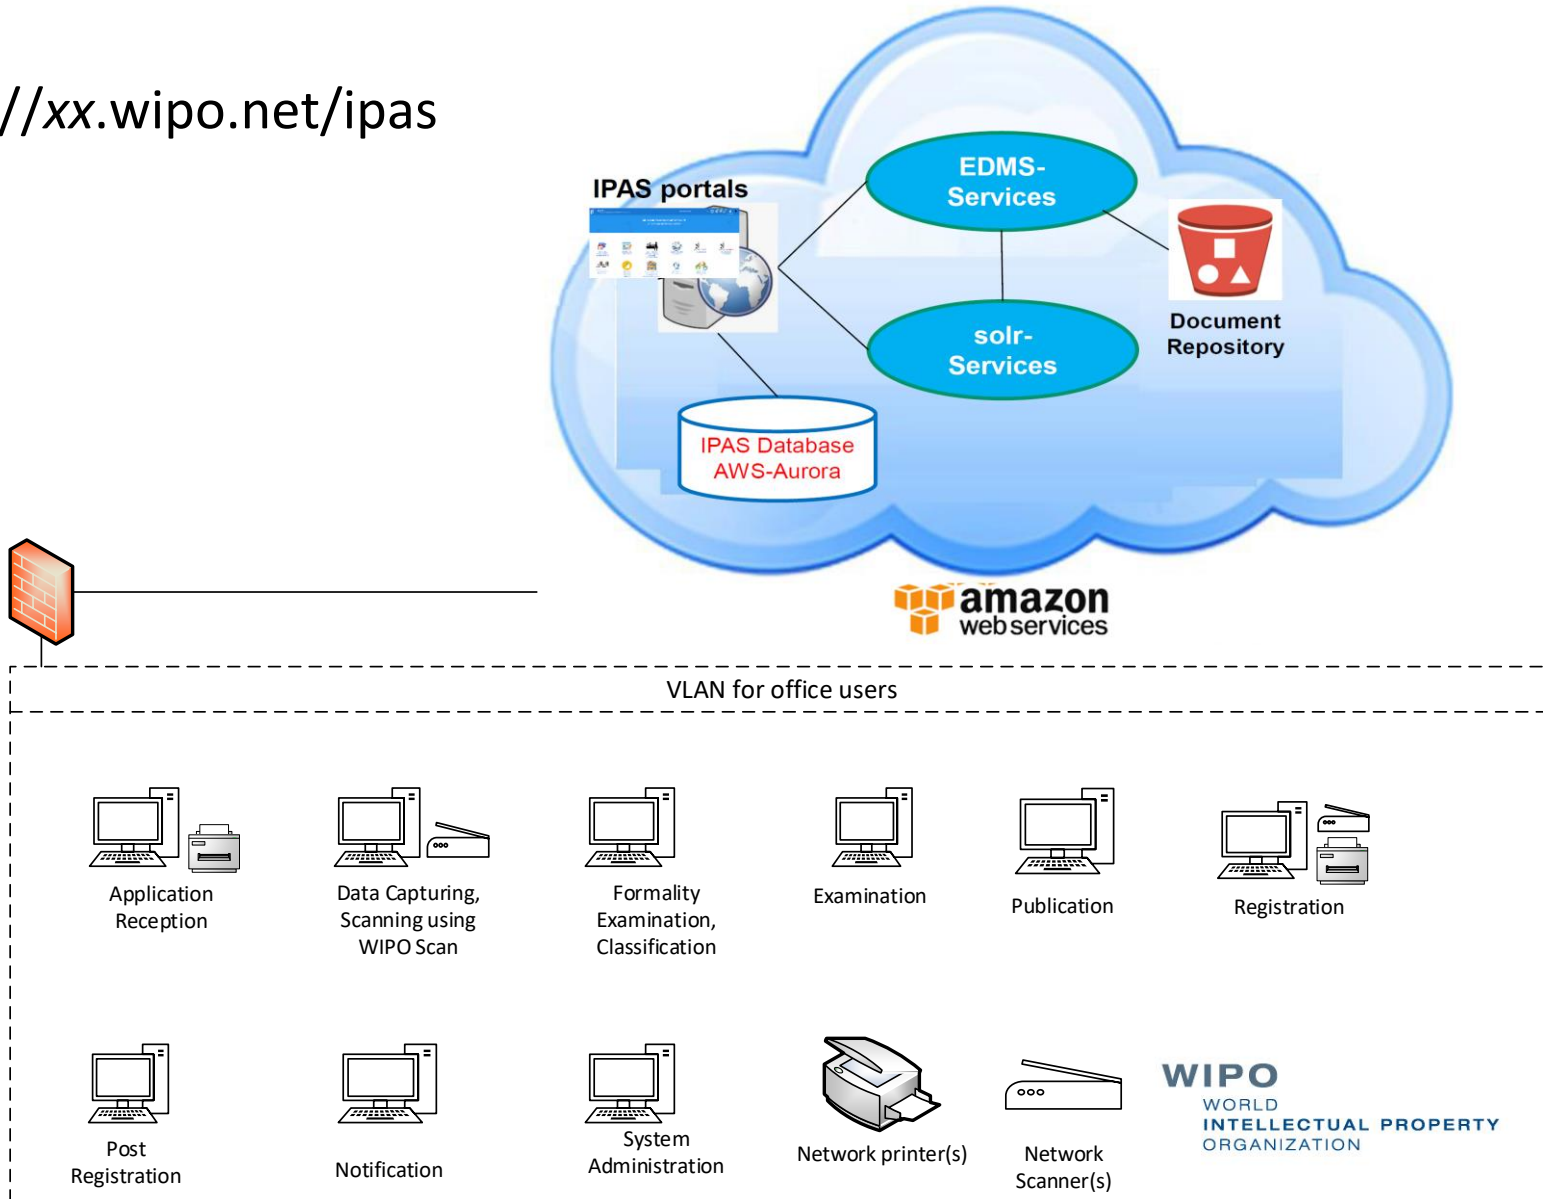 //xx.wipo.net/ipas
IPAS portals
EDMS-
Services
solr-
Services
Document
Repository
IPAS Database
AWS-Aurora
amazon
web services
VLAN for office users
Application
Reception
Data Capturing,
Scanning using
WIPO Scan
Formality
Examination,
Classification
Examination
Publication
Registration
Post
Registration
Notification
System
Administration
Network printer(s)
Network
Scanner(s)
WIPO
WORLD
INTELLECTUAL PROPERTY
ORGANIZATION